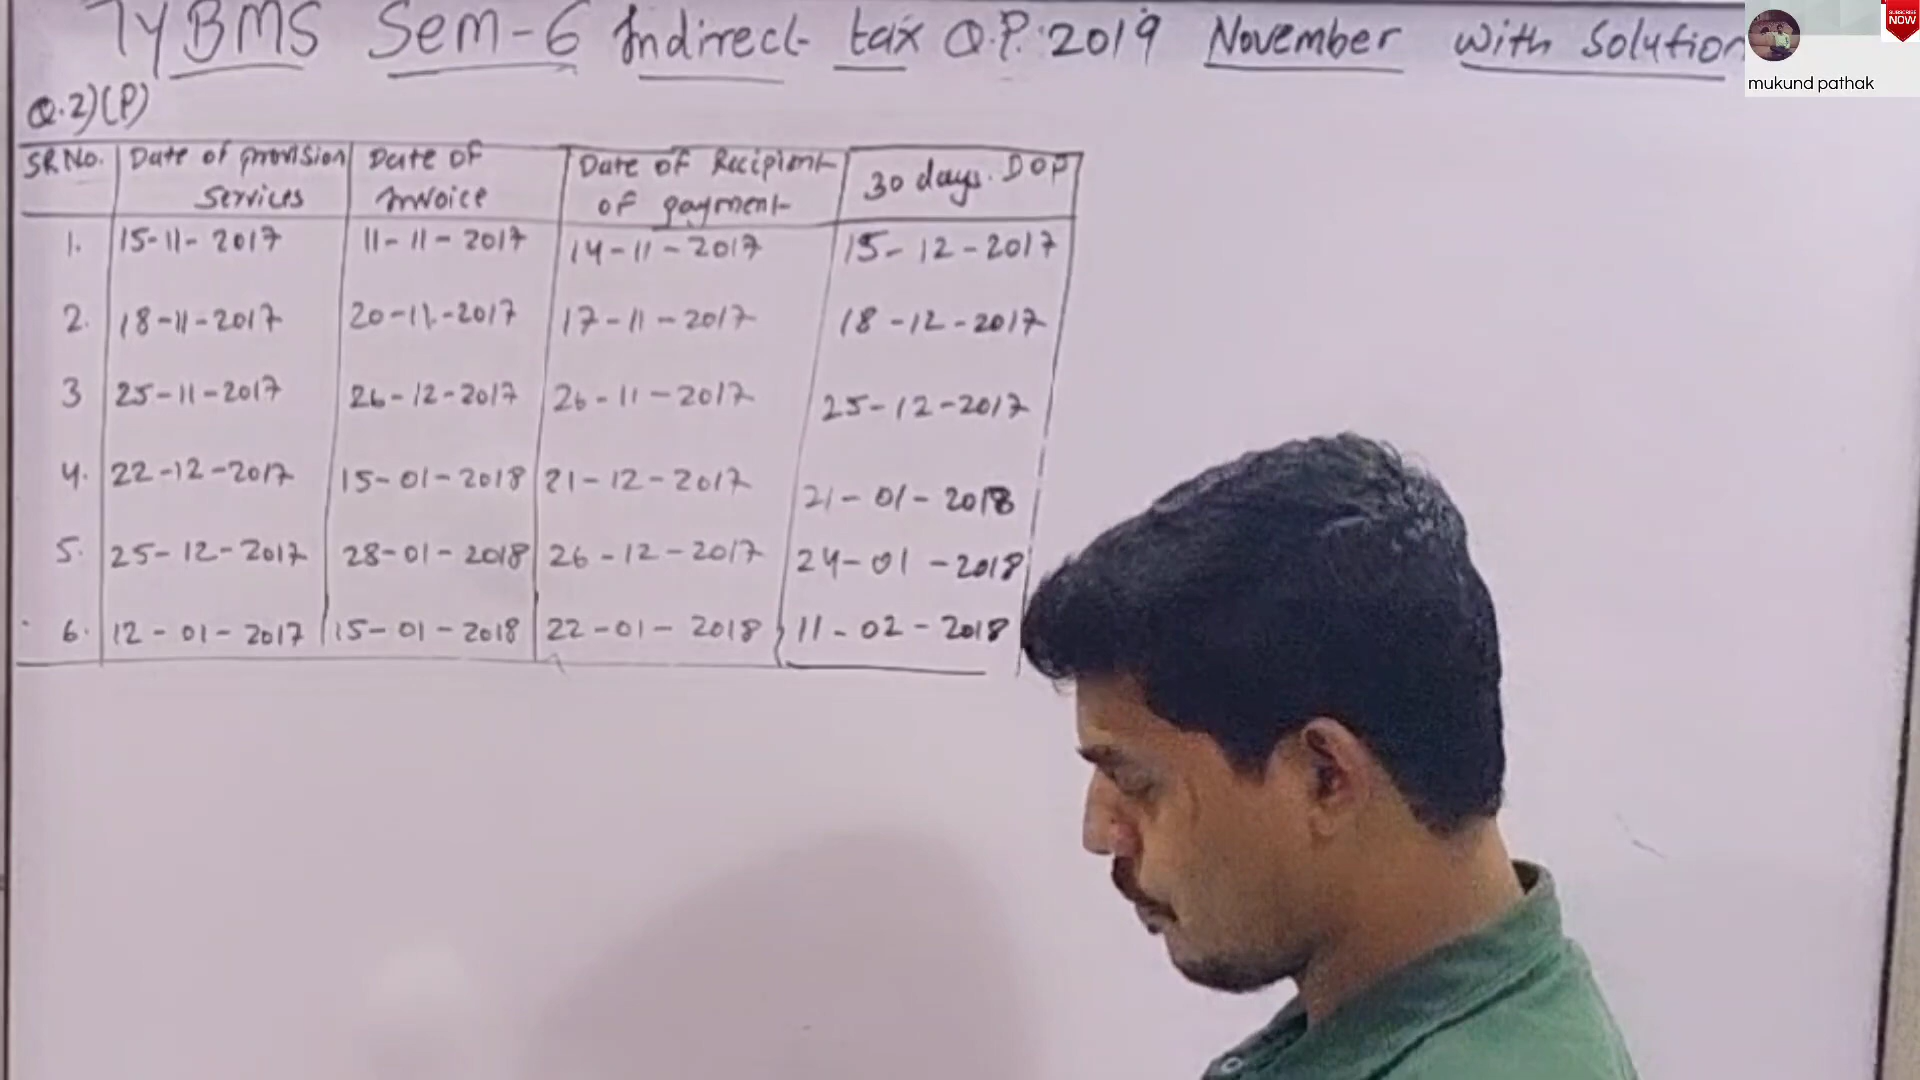 TYBMS Sem-6 Indirect tax Q.P. 2019 November with Solution
SUBSCRIBE
NOW
mukund pathak
Q.2)(P)
SR No. Date of provision Services Date of Invoice Date of Recipient of payment 30 days. DOP
1. 15-11-2017 11-11-2017 14-11-2017 15-12-2017
2. 18-11-2017 20-11-2017 17-11-2017 18-12-2017
3 25-11-2017 26-12-2017 26-11-2017 25-12-2017
4. 22-12-2017 15-01-2018 21-12-2017 21-01-2018
5. 25-12-2017 28-01-2018 26-12-2017 24-01-2018
6. 12-01-2017 15-01-2018 22-01-2018 11-02-2018